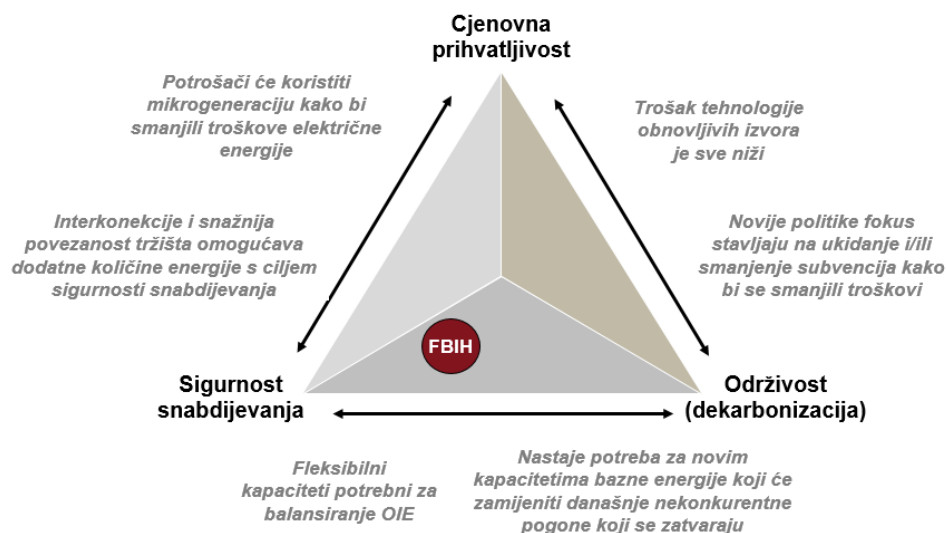 Cjenovna
prihvatljivost
Potrošači će koristiti
mikrogeneraciju kako bi
smanjili troškove električne
energije
Trošak tehnologije
obnovljivih izvora
je sve niži
Interkonekcije i snažnija
povezanost tržišta omogućava
dodatne količine energije s ciljem
sigurnosti snabdijevanja
Novije politike fokus
stavljaju na ukidanje i/ili
smanjenje subvencija kako
bi se smanjili troškovi
FBIH
Sigurnost
snabdijevanja
Održivost
(dekarbonizacija)
Fleksibilni
kapaciteti potrebni za
balansiranje OIE
Nastaje potreba za novim
kapacitetima bazne energije koji će
zamijeniti današnje nekonkurentne
pogone koji se zatvaraju